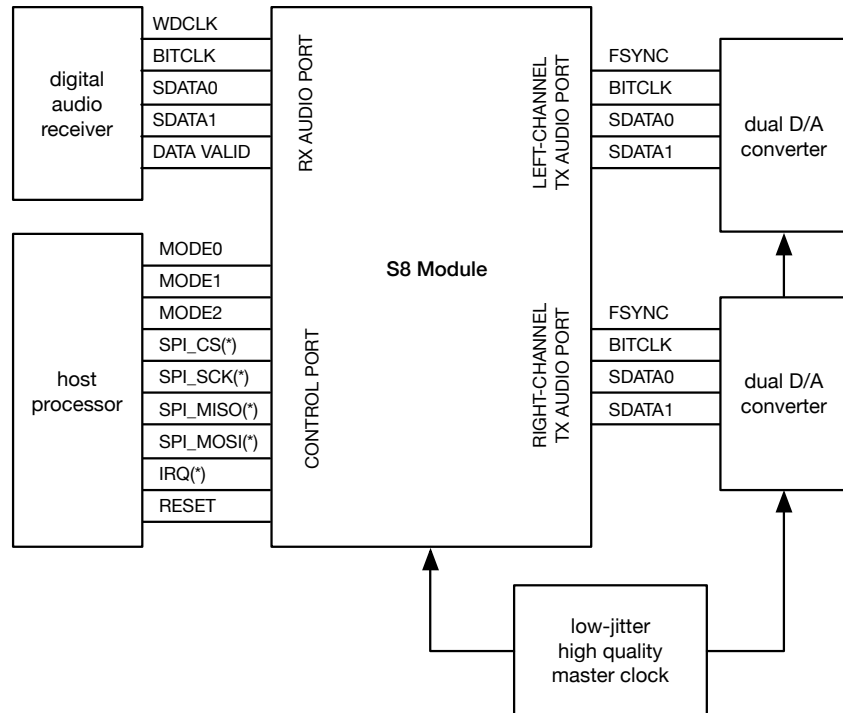 digital
audio
receiver
WDCLK
BITCLK
SDATA0
SDATA1
DATA VALID
RX AUDIO PORT
host
processor
MODE0
MODE1
MODE2
SPI_CS(*)
SPI_SCK(*)
SPI_MISO(*)
SPI_MOSI(*)
IRQ(*)
RESET
CONTROL PORT
S8 Module
LEFT-CHANNEL
TX AUDIO PORT
FSYNC
BITCLK
SDATA0
SDATA1
dual D/A
converter
RIGHT-CHANNEL
TX AUDIO PORT
FSYNC
BITCLK
SDATA0
SDATA1
dual D/A
converter
low-jitter
high quality
master clock